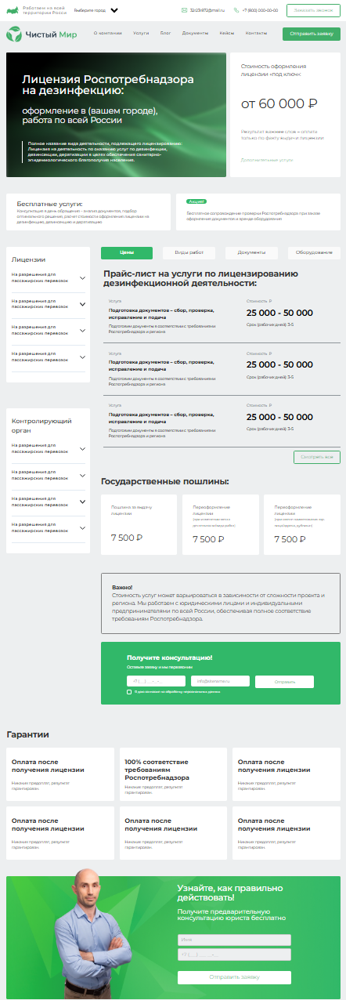 Работаем на всей
территории Росси
Выберите город
32r23r872@mail.ru
+7 (800) 000-00-00
Заказать звонок
Чистый Мир
О компании
Услуги
Блог
Документы
Кейсы
Контакты
Отправить заявку
Лицензия Роспотребнадзора
на дезинфекцию:
оформление в (вашем городе),
работа по всей России
Полное название вида деятельности, подлежащего лицензированию:
Лицензия на деятельность по оказанию услуг по дезинфекции,
дезинсекции, дератизации в целях обеспечения санитарно-
эпидемиологического благополучия населения.
Стоимость оформления
лицензии «под ключ»:
от 60 000 ₽
Результат важнее слов – оплата
только по факту выдачи лицензии
Дополнительные услуги
Бесплатные услуги:
Консультация в день обращения – анализ документов, подбор
оптимального решения, расчет стоимости оформления лицензии на
дезинфекцию, дезинсекцию и дератизацию
Акция!
Бесплатное сопровождение проверки Роспотребнадзора при заказе
оформления документов и аренде оборудования
Лицензии
На разрешения для
пассажирских перевозок
На разрешения для
пассажирских перевозок
На разрешения для
пассажирских перевозок
На разрешения для
пассажирских перевозок
Контролирующий
орган
На разрешения для
пассажирских перевозок
На разрешения для
пассажирских перевозок
На разрешения для
пассажирских перевозок
На разрешения для
пассажирских перевозок
Цены
Виды работ
Документы
Оборудование
Прайс-лист на услуги по лицензированию
дезинфекционной деятельности:
Услуга
Стоимость ₽
Подготовка документов – сбор, проверка,
исправление и подача
25 000 - 50 000
Подготовим документы в соответствии с требованиями
Роспотребнадзора и региона
Срок (рабочих дней): 3-5
Услуга
Стоимость ₽
Подготовка документов – сбор, проверка,
исправление и подача
25 000 - 50 000
Подготовим документы в соответствии с требованиями
Роспотребнадзора и региона
Срок (рабочих дней): 3-5
Услуга
Стоимость ₽
Подготовка документов – сбор, проверка,
исправление и подача
25 000 - 50 000
Подготовим документы в соответствии с требованиями
Роспотребнадзора и региона
Срок (рабочих дней): 3-5
Смотреть все
Государственные пошлины:
Пошлина за выдачу
лицензии
7 500 ₽
Переоформление
лицензии
7 500 ₽
Переоформление
лицензии
7 500 ₽
Важно!
Стоимость услуг может варьироваться в зависимости от сложности проекта и
региона. Мы работаем с юридическими лицами и индивидуальными
предпринимателями по всей России, обеспечивая полное соответствие
требованиям Роспотребнадзора.
Получите консультацию!
Оставьте заявку и мы перезвоним
+7 (__) __-_-_
info@sitename.ru
Отправить
Я даю согласие на обработку персональных данных
Гарантии
Оплата после
получения лицензии
Никаких предоплат, результат
гарантирован.
100% соответствие
требованиям
Роспотребнадзора
Никаких предоплат, результат
гарантирован.
Оплата после
получения лицензии
Никаких предоплат, результат
гарантирован.
Оплата после
получения лицензии
Никаких предоплат, результат
гарантирован.
Оплата после
получения лицензии
Никаких предоплат, результат
гарантирован.
Оплата после
получения лицензии
Никаких предоплат, результат
гарантирован.
Узнайте, как правильно
действовать!
Получите предварительную
консультацию юриста бесплатно
Имя
+7 (__) __-_-_
Отправить заявку